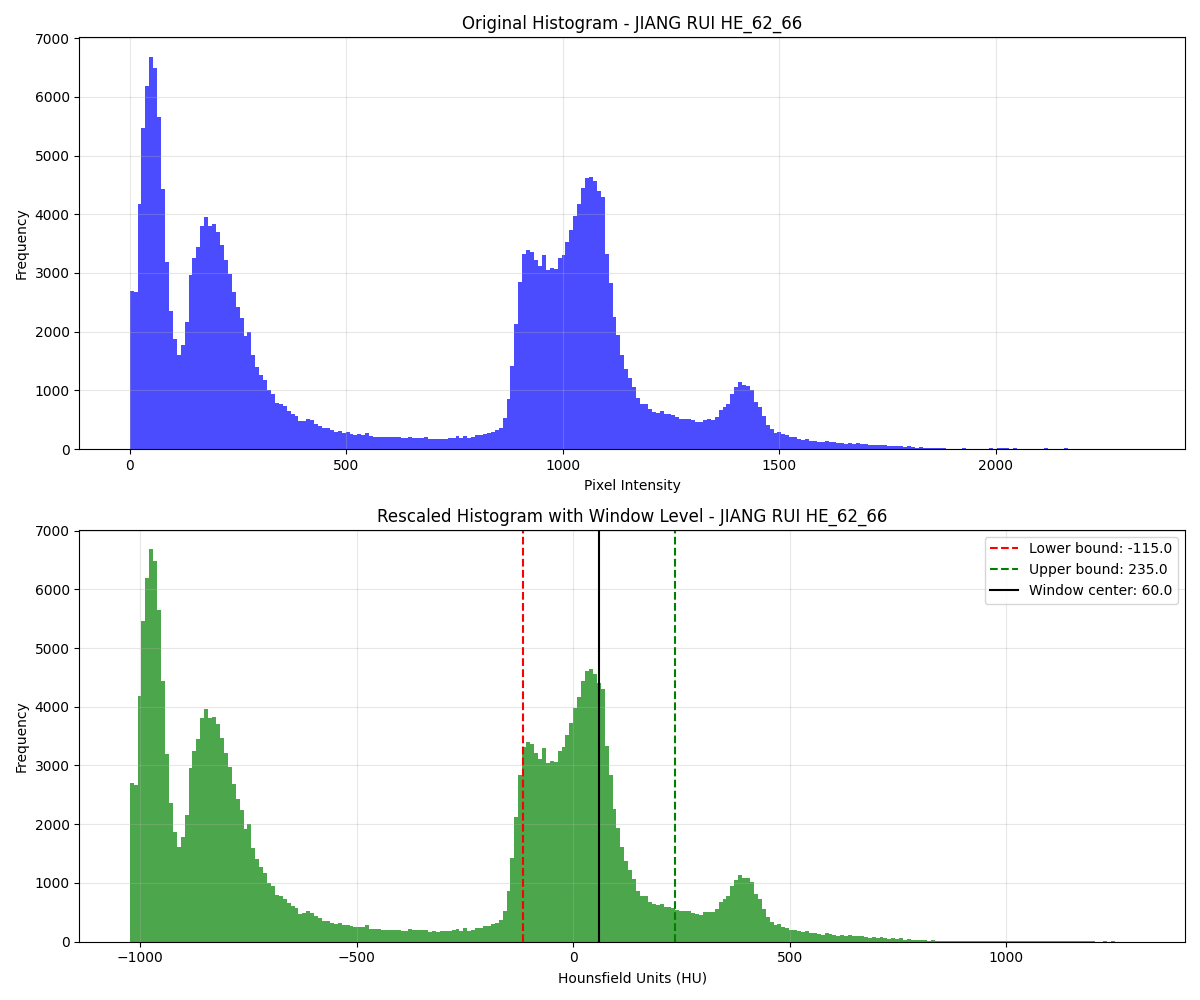 Original Histogram - JIANG RUI HE_62_66
7000
6000
5000
4000
3000
2000
1000
0
Frequency
0 500 1000 1500 2000
Pixel Intensity
Rescaled Histogram with Window Level - JIANG RUI HE_62_66
7000
6000
5000
4000
3000
2000
1000
0
Frequency
Lower bound: -115.0
Upper bound: 235.0
Window center: 60.0
−1000 −500 0 500 1000
Hounsfield Units (HU)